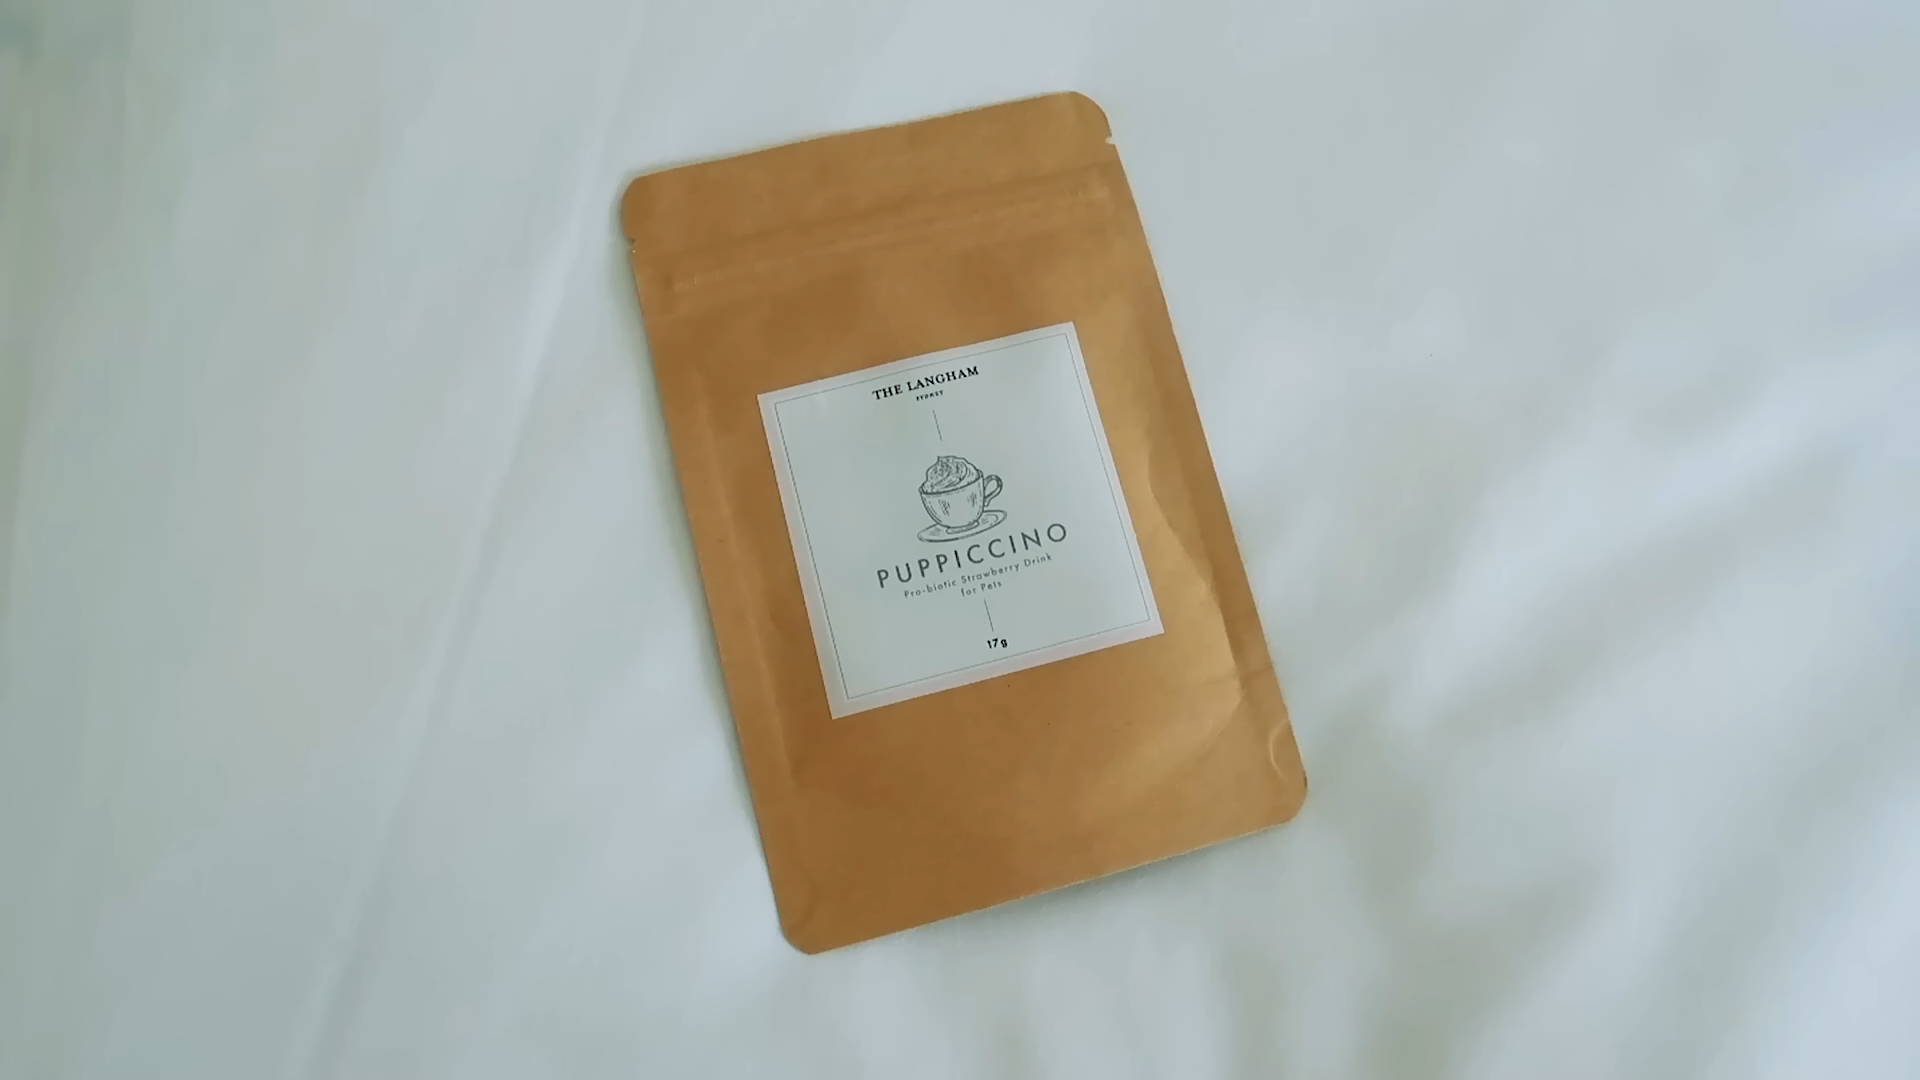 THE LANGHAM
SYDNEY
PUPPICCINO
Pro-biotic Strawberry Drink
for Pets
17g